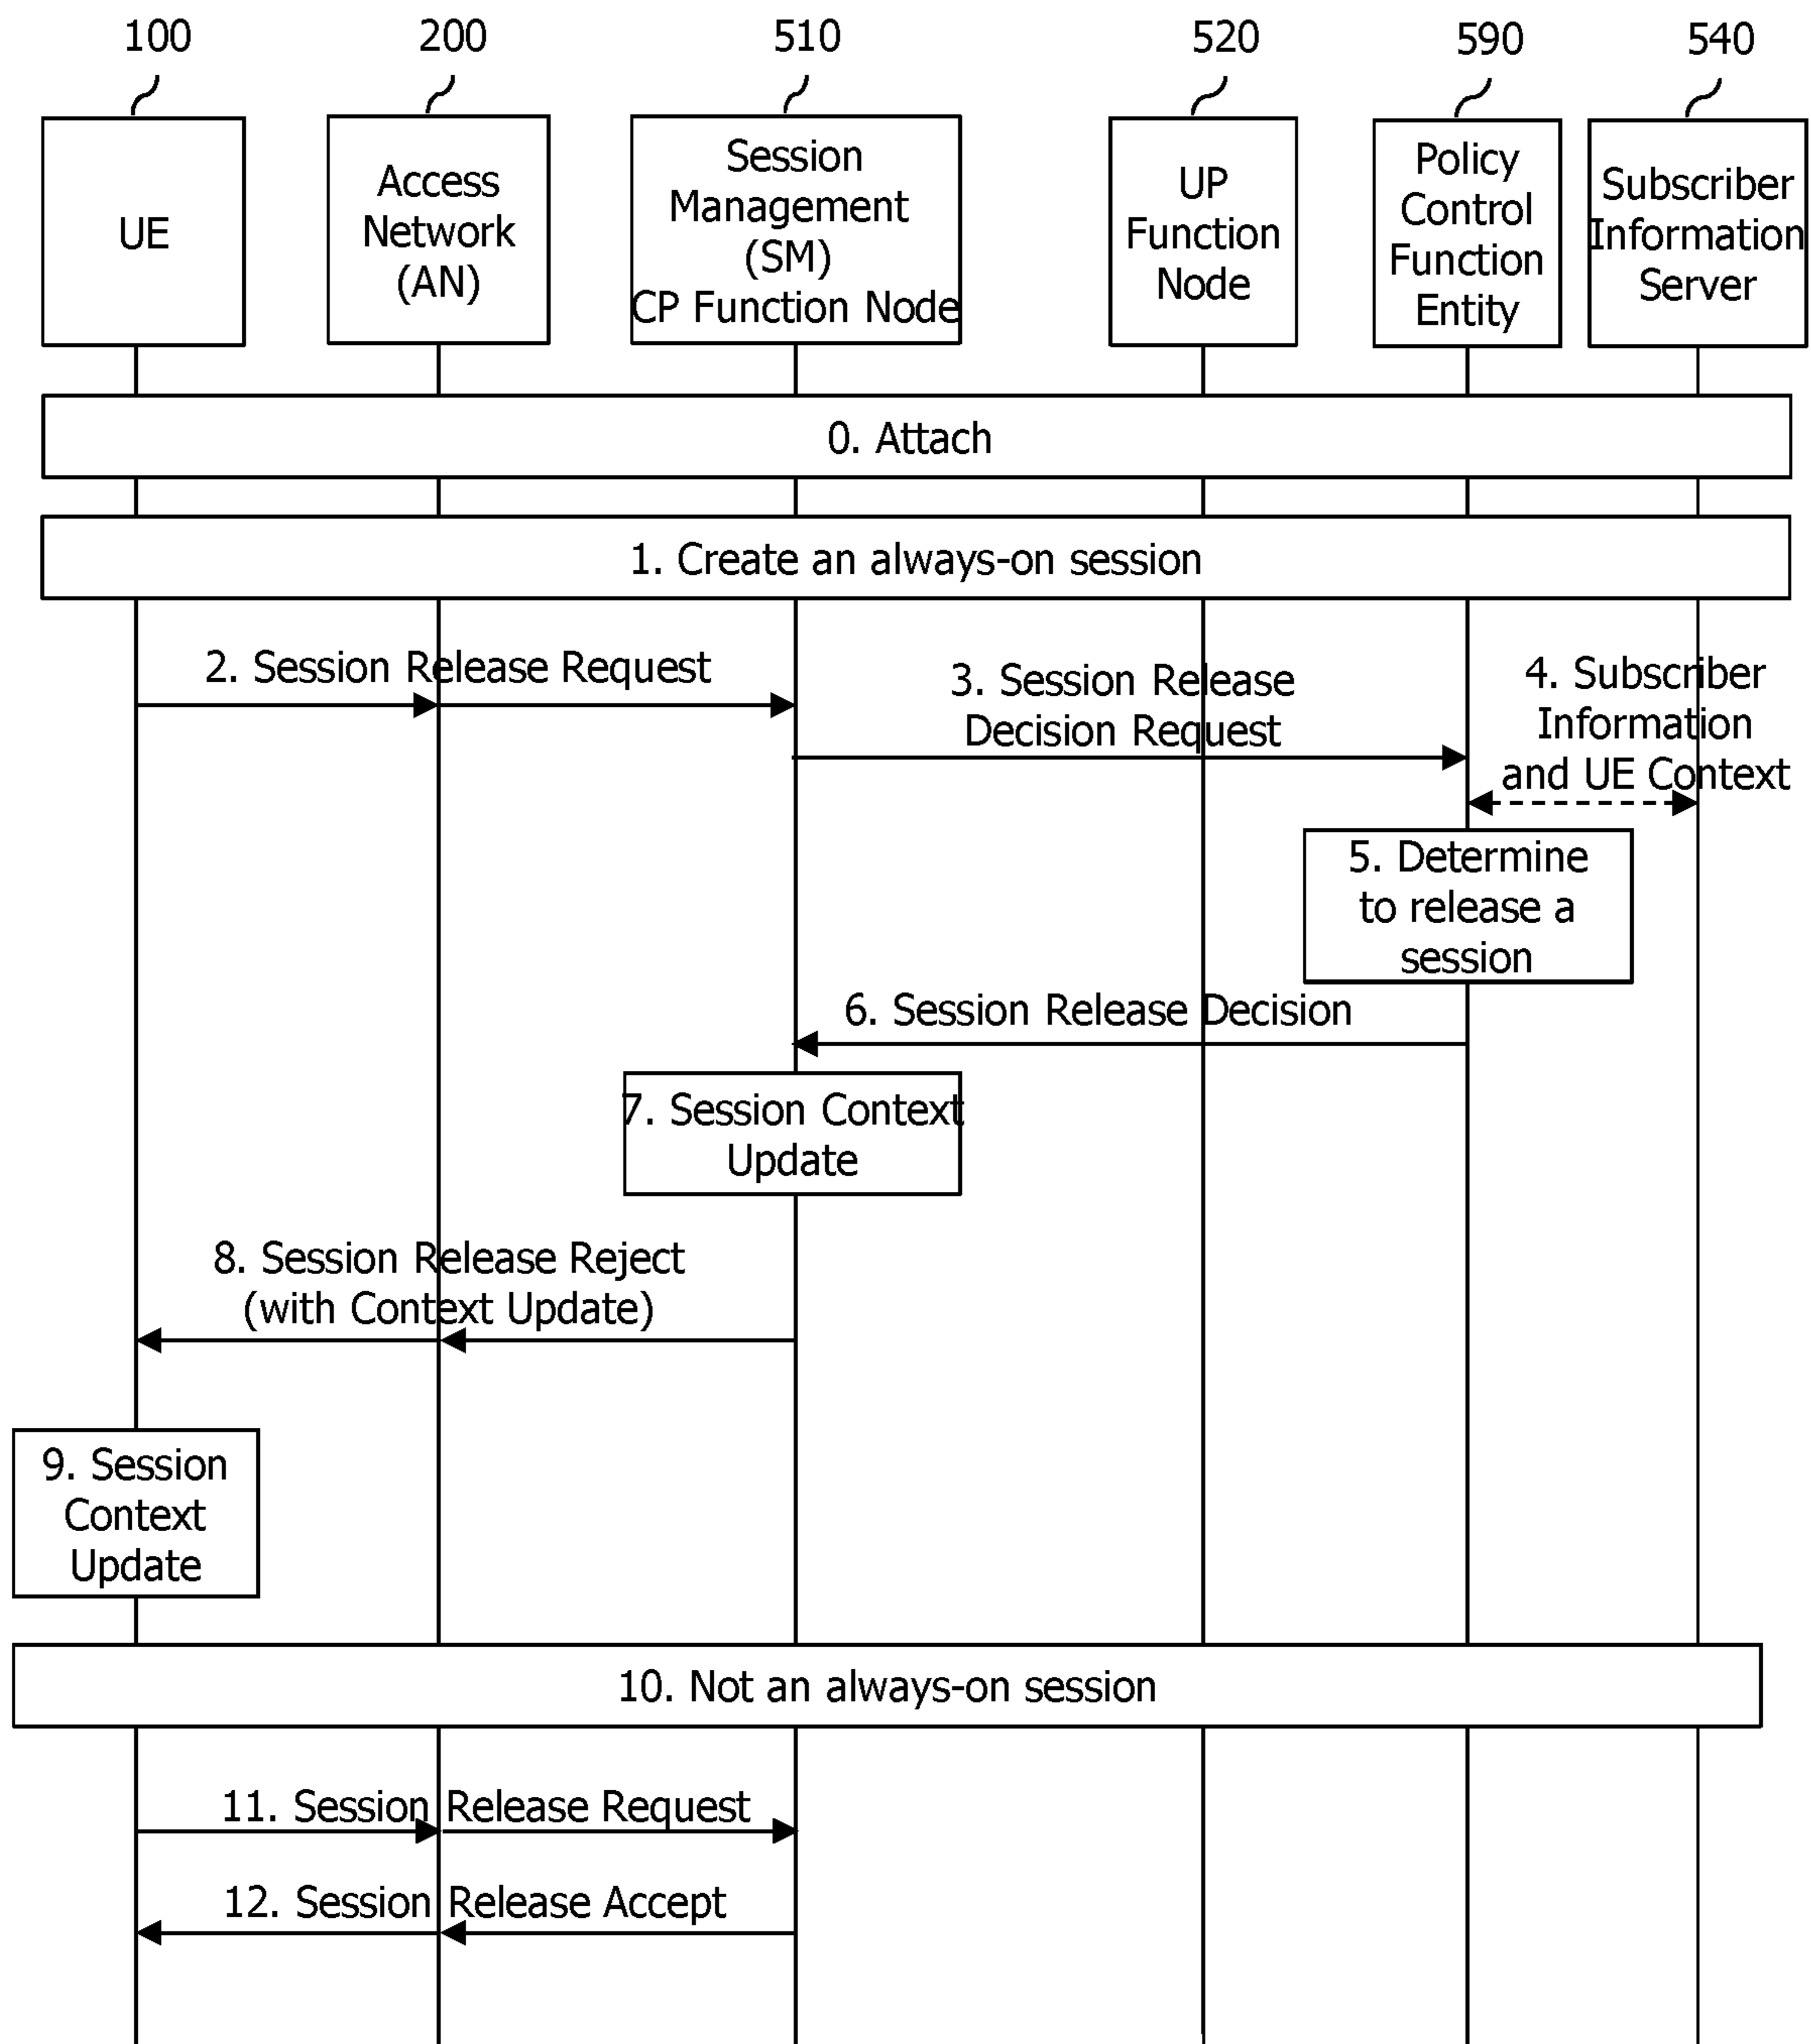 100
200
510
520
590
540
UE
Access
Network
(AN)
Session
Management
(SM)
CP Function Node
UP
Function
Node
Policy
Control
Function
Entity
Subscriber
Information
Server
0. Attach
1. Create an always-on session
2. Session Release Request
3. Session Release
Decision Request
4. Subscriber
Information
and UE Context
5. Determine
to release a
session
6. Session Release Decision
7. Session Context
Update
8. Session Release Reject
(with Context Update)
9. Session
Context
Update
10. Not an always-on session
11. Session Release Request
12. Session Release Accept